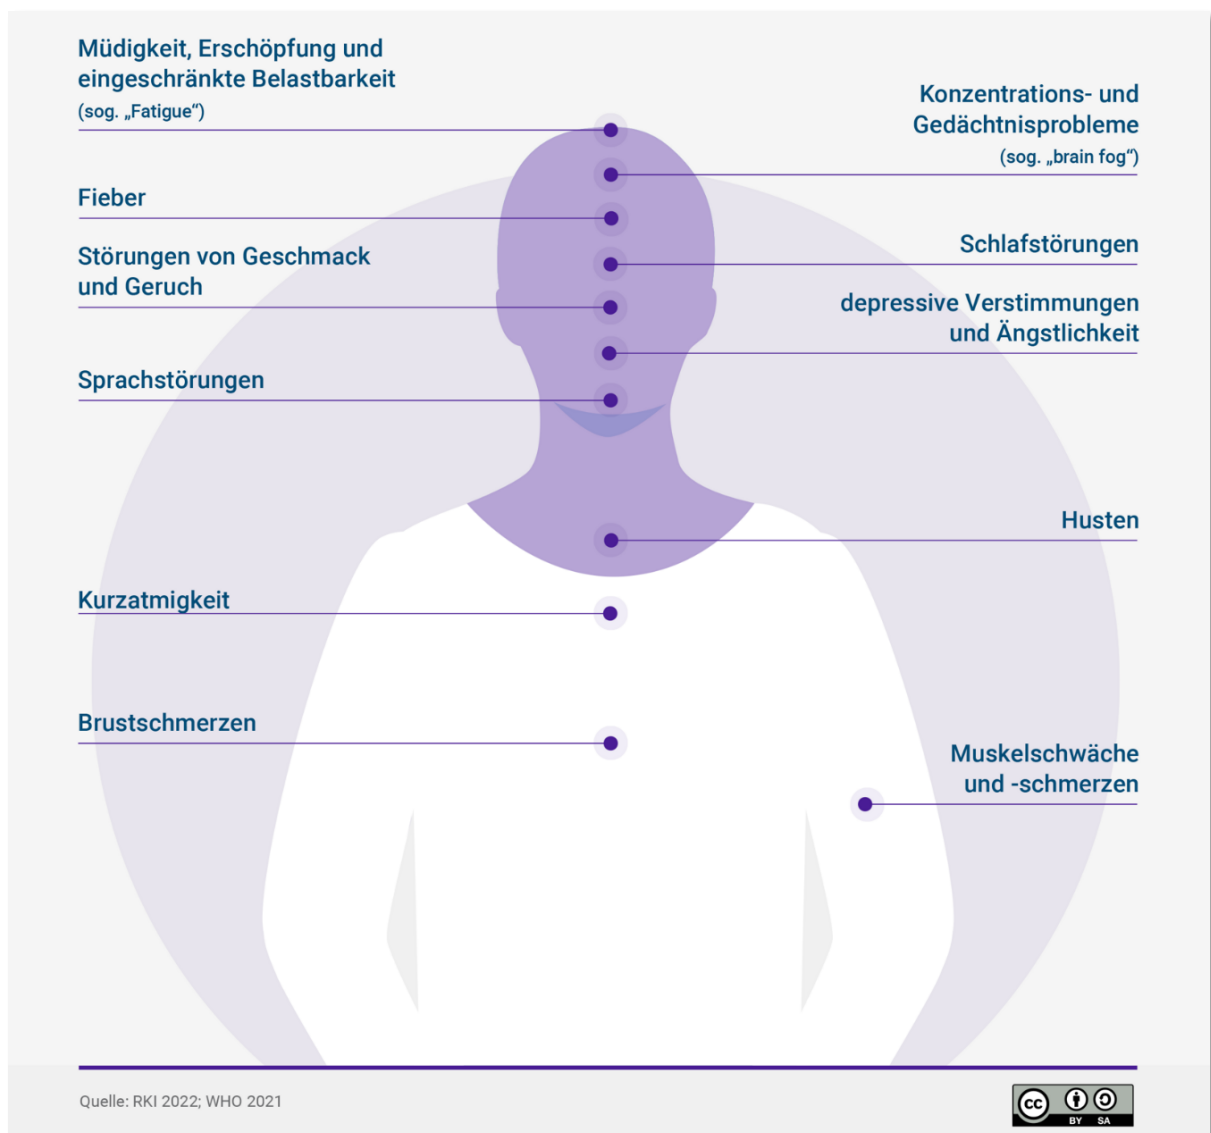 Müdigkeit, Erschöpfung und
eingeschränkte Belastbarkeit
(sog. „Fatigue“)
Konzentrations- und
Gedächtnisprobleme
(sog. „brain fog“)
Fieber
Schlafstörungen
Störungen von Geschmack
und Geruch
depressive Verstimmungen
und Ängstlichkeit
Sprachstörungen
Husten
Kurzatmigkeit
Brustschmerzen
Muskelschwäche
und -schmerzen
Quelle: RKI 2022; WHO 2021
cc
BY SA